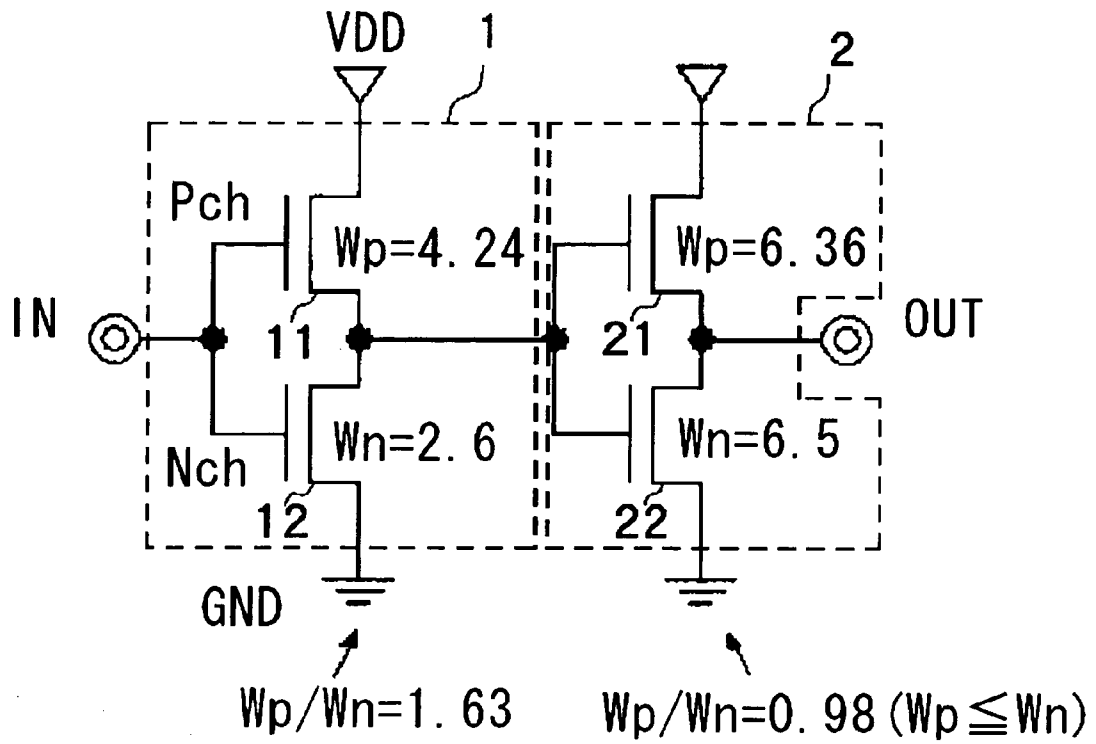 VDD
1
2
Pch
Wp=4.24
Wp=6.36
IN
11
21
OUT
Nch
Wn=2.6
Wn=6.5
12
22
GND
Wp/Wn=1.63
Wp/Wn=0.98(Wp≦Wn)